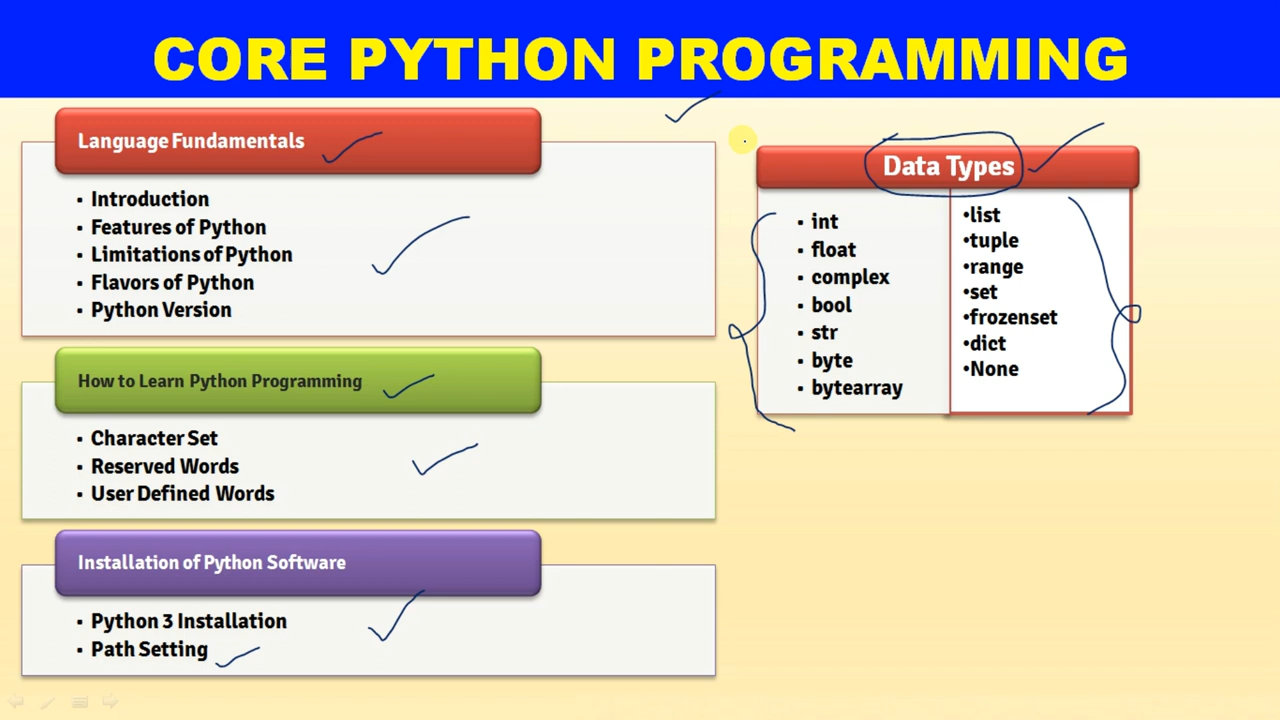 CORE PYTHON PROGRAMMING
Language Fundamentals
▪ Introduction
▪ Features of Python
▪ Limitations of Python
▪ Flavors of Python
▪ Python Version
How to Learn Python Programming
▪ Character Set
▪ Reserved Words
▪ User Defined Words
Installation of Python Software
▪ Python 3 Installation
▪ Path Setting
Data Types
▪ int
▪ float
▪ complex
▪ bool
▪ str
▪ byte
▪ bytearray
•list
•tuple
•range
•set
•frozenset
•dict
•None